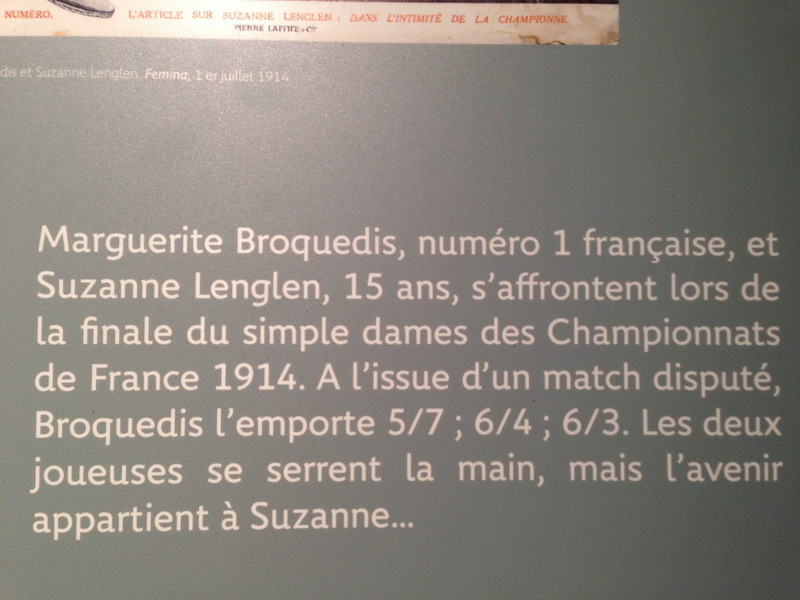 NUMÉRO. L'ARTICLE SUR SUZANNE LENGLEN : DANS L'INTIMITÉ DE LA CHAMPIONNE
PIERRE LAFITTE & Cie
dis et Suzanne Lenglen. Femina, 1 er juillet 1914
Marguerite Broquedis, numéro 1 française, et
Suzanne Lenglen, 15 ans, s'affrontent lors de
la finale du simple dames des Championnats
de France 1914. A l'issue d'un match disputé,
Broquedis l'emporte 5/7 ; 6/4 ; 6/3. Les deux
joueuses se serrent la main, mais l'avenir
appartient à Suzanne...